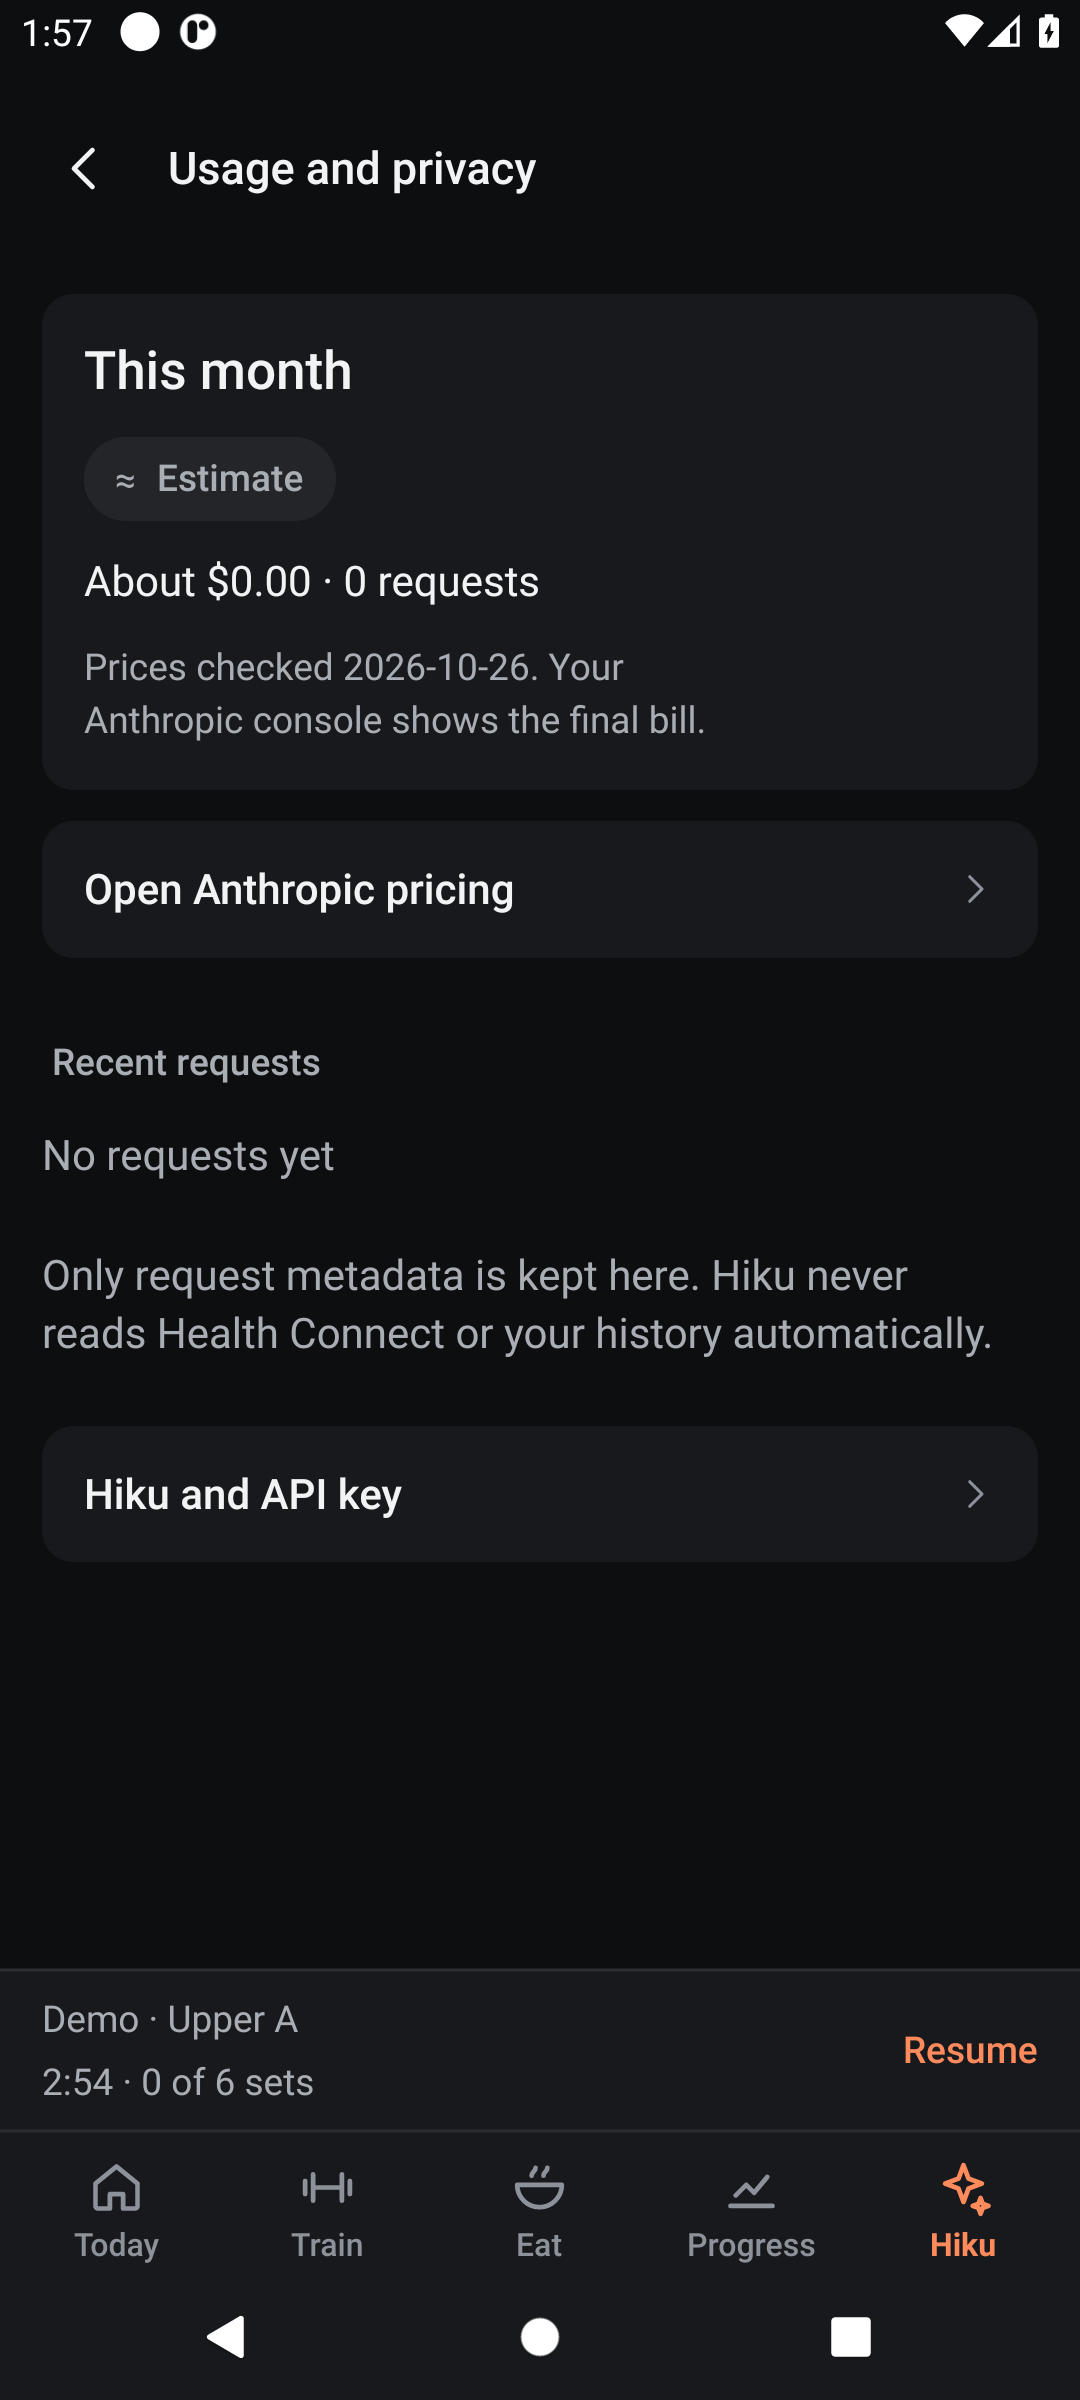 1:57
Usage and privacy
This month
≈ Estimate
About $0.00 · 0 requests
Prices checked 2026-10-26. Your
Anthropic console shows the final bill.
Open Anthropic pricing
Recent requests
No requests yet
Only request metadata is kept here. Hiku never
reads Health Connect or your history automatically.
Hiku and API key
Demo · Upper A
2:54 · 0 of 6 sets
Resume
Today
Train
Eat
Progress
Hiku